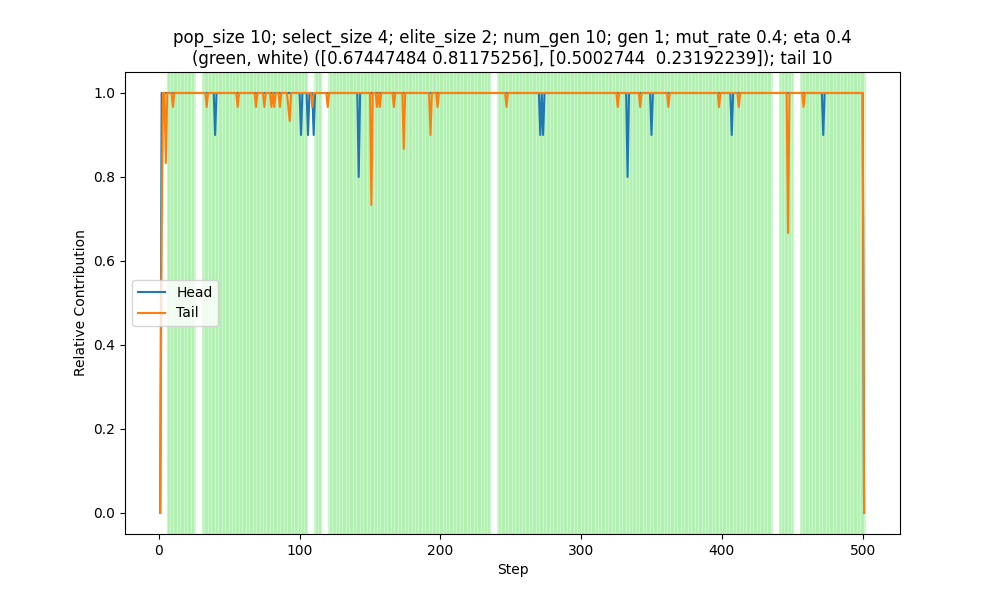 pop_size 10; select_size 4; elite_size 2; num_gen 10; gen 1; mut_rate 0.4; eta 0.4
(green, white) ([0.67447484 0.81175256], [0.5002744  0.23192239]); tail 10
1.0
0.8
0.6
0.4
0.2
0.0
Relative Contribution
Head
Tail
0
100
200
300
400
500
Step